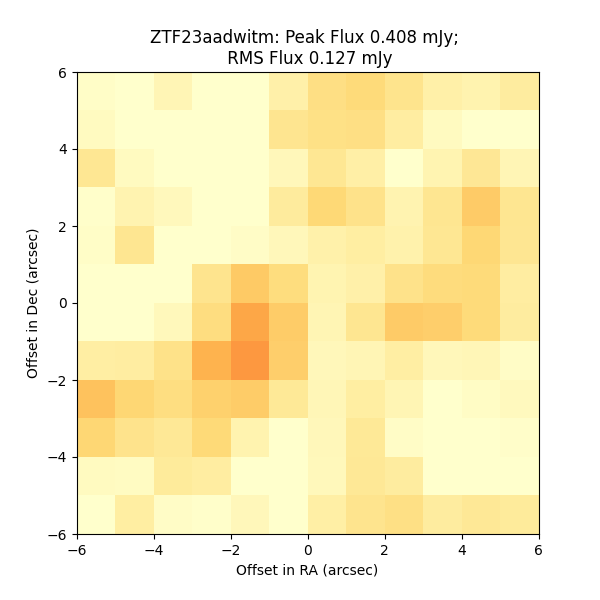 ZTF23aadwitm: Peak Flux 0.408 mJy;
RMS Flux 0.127 mJy
6
4
2
0
−2
−4
−6
Offset in Dec (arcsec)
−6 −4 −2 0 2 4 6
Offset in RA (arcsec)